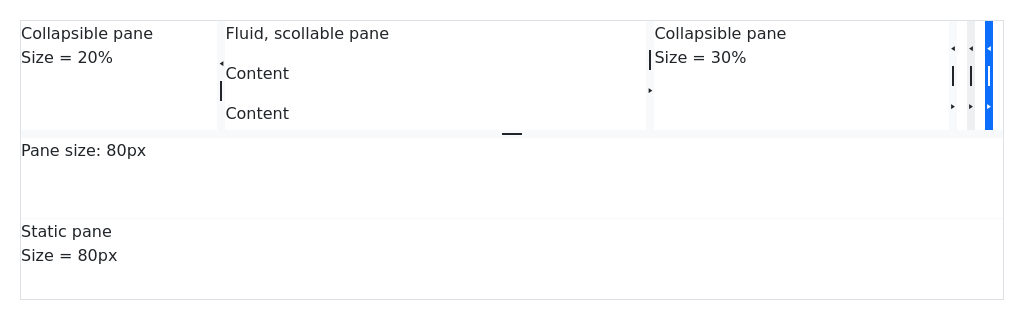 Collapsible pane
Size = 20%
Fluid, scollable pane
Content
Content
Collapsible pane
Size = 30%
Pane size: 80px
Static pane
Size = 80px